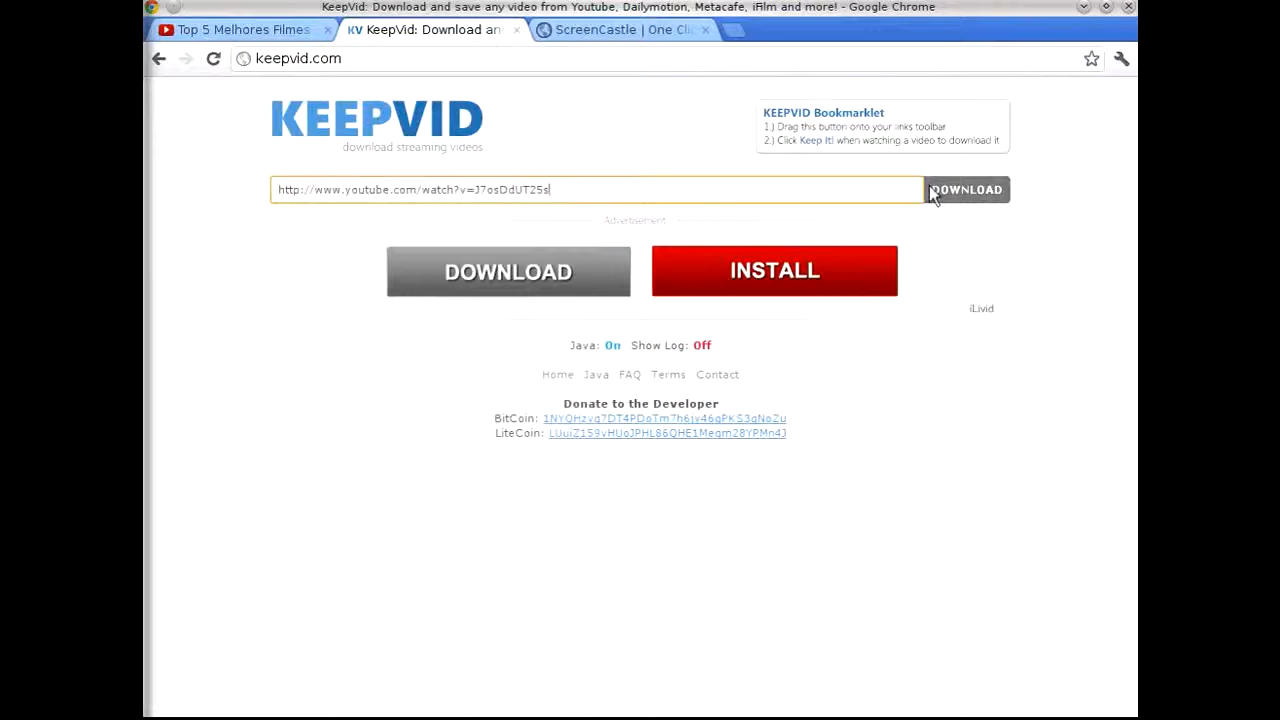 KeepVid: Download and save any video from Youtube, Dailymotion, Metacafe, iFilm and more! - Google Chrome
Top 5 Melhores Filmes
KV KeepVid: Download an
ScreenCastle | One Clic
keepvid.com
KEEPVID
download streaming videos
KEEPVID Bookmarklet
1.) Drag this button onto your links toolbar
2.) Click Keep It! when watching a video to download it
http://www.youtube.com/watch?v=J7osDdUT25s
DOWNLOAD
Advertisement
DOWNLOAD
INSTALL
iLivid
Java: On Show Log: Off
Home Java FAQ Terms Contact
Donate to the Developer
BitCoin:
LiteCoin: